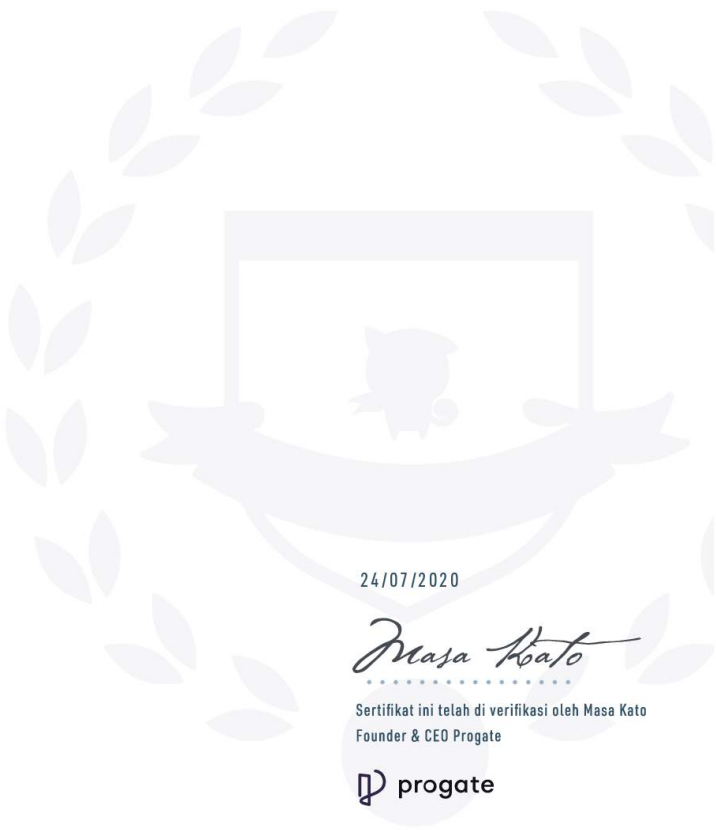 24/07/2020
Masa Kato
Sertifikat ini telah di verifikasi oleh Masa Kato
Founder & CEO Progate
progate